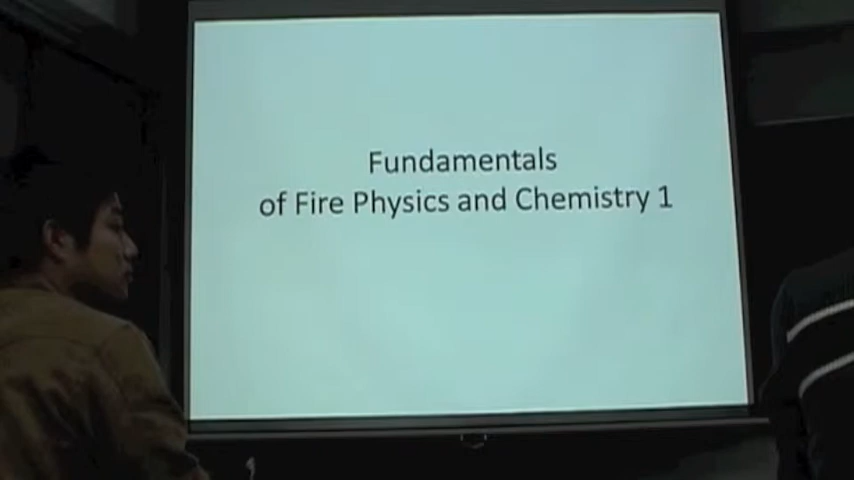 Fundamentals
of Fire Physics and Chemistry 1